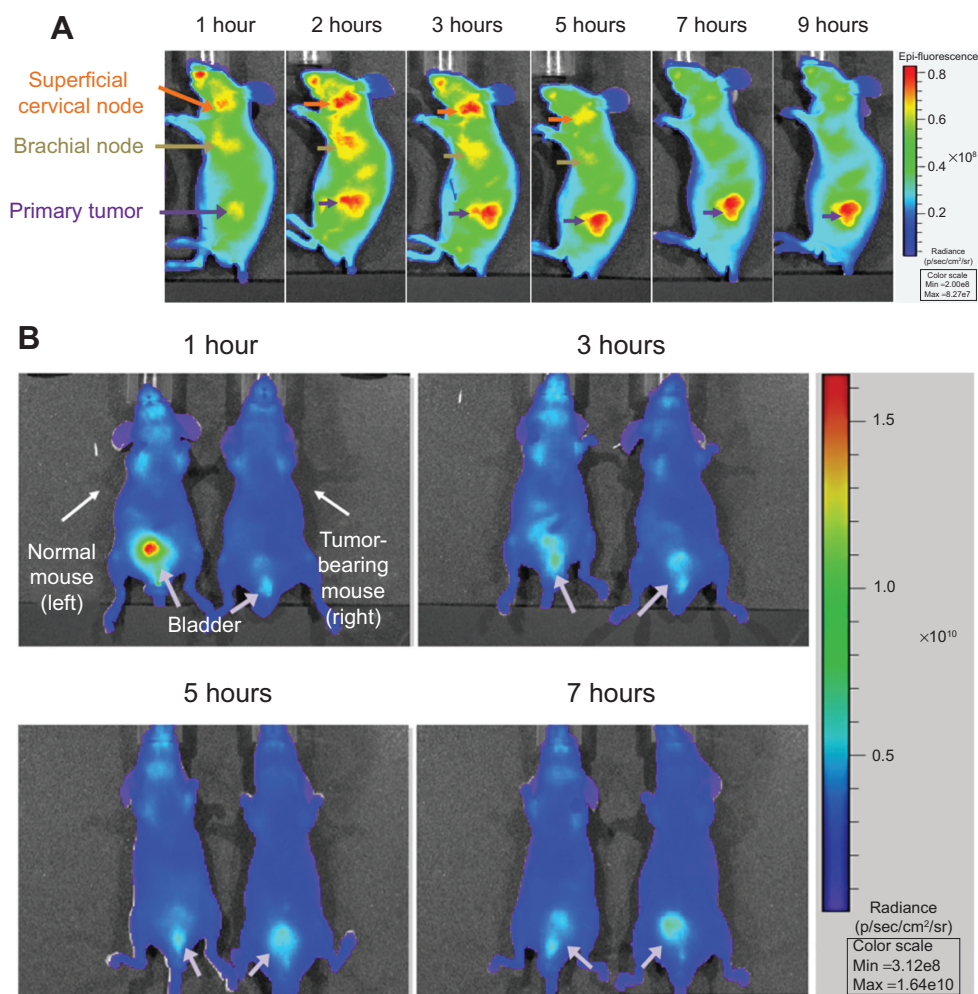 A
1 hour
2 hours
3 hours
5 hours
7 hours
9 hours
Superficial
cervical node
Brachial node
Primary tumor
Epi-fluorescence
0.8
0.6
0.4
×10⁸
0.2
Radiance
(p/sec/cm²/sr)
Color scale
Min =2.00e8
Max =8.27e7
B
1 hour
3 hours
Normal
mouse
(left)
Bladder
Tumor-
bearing
mouse
(right)
5 hours
7 hours
1.5
1.0
×10¹⁰
0.5
Radiance
(p/sec/cm²/sr)
Color scale
Min =3.12e8
Max =1.64e10